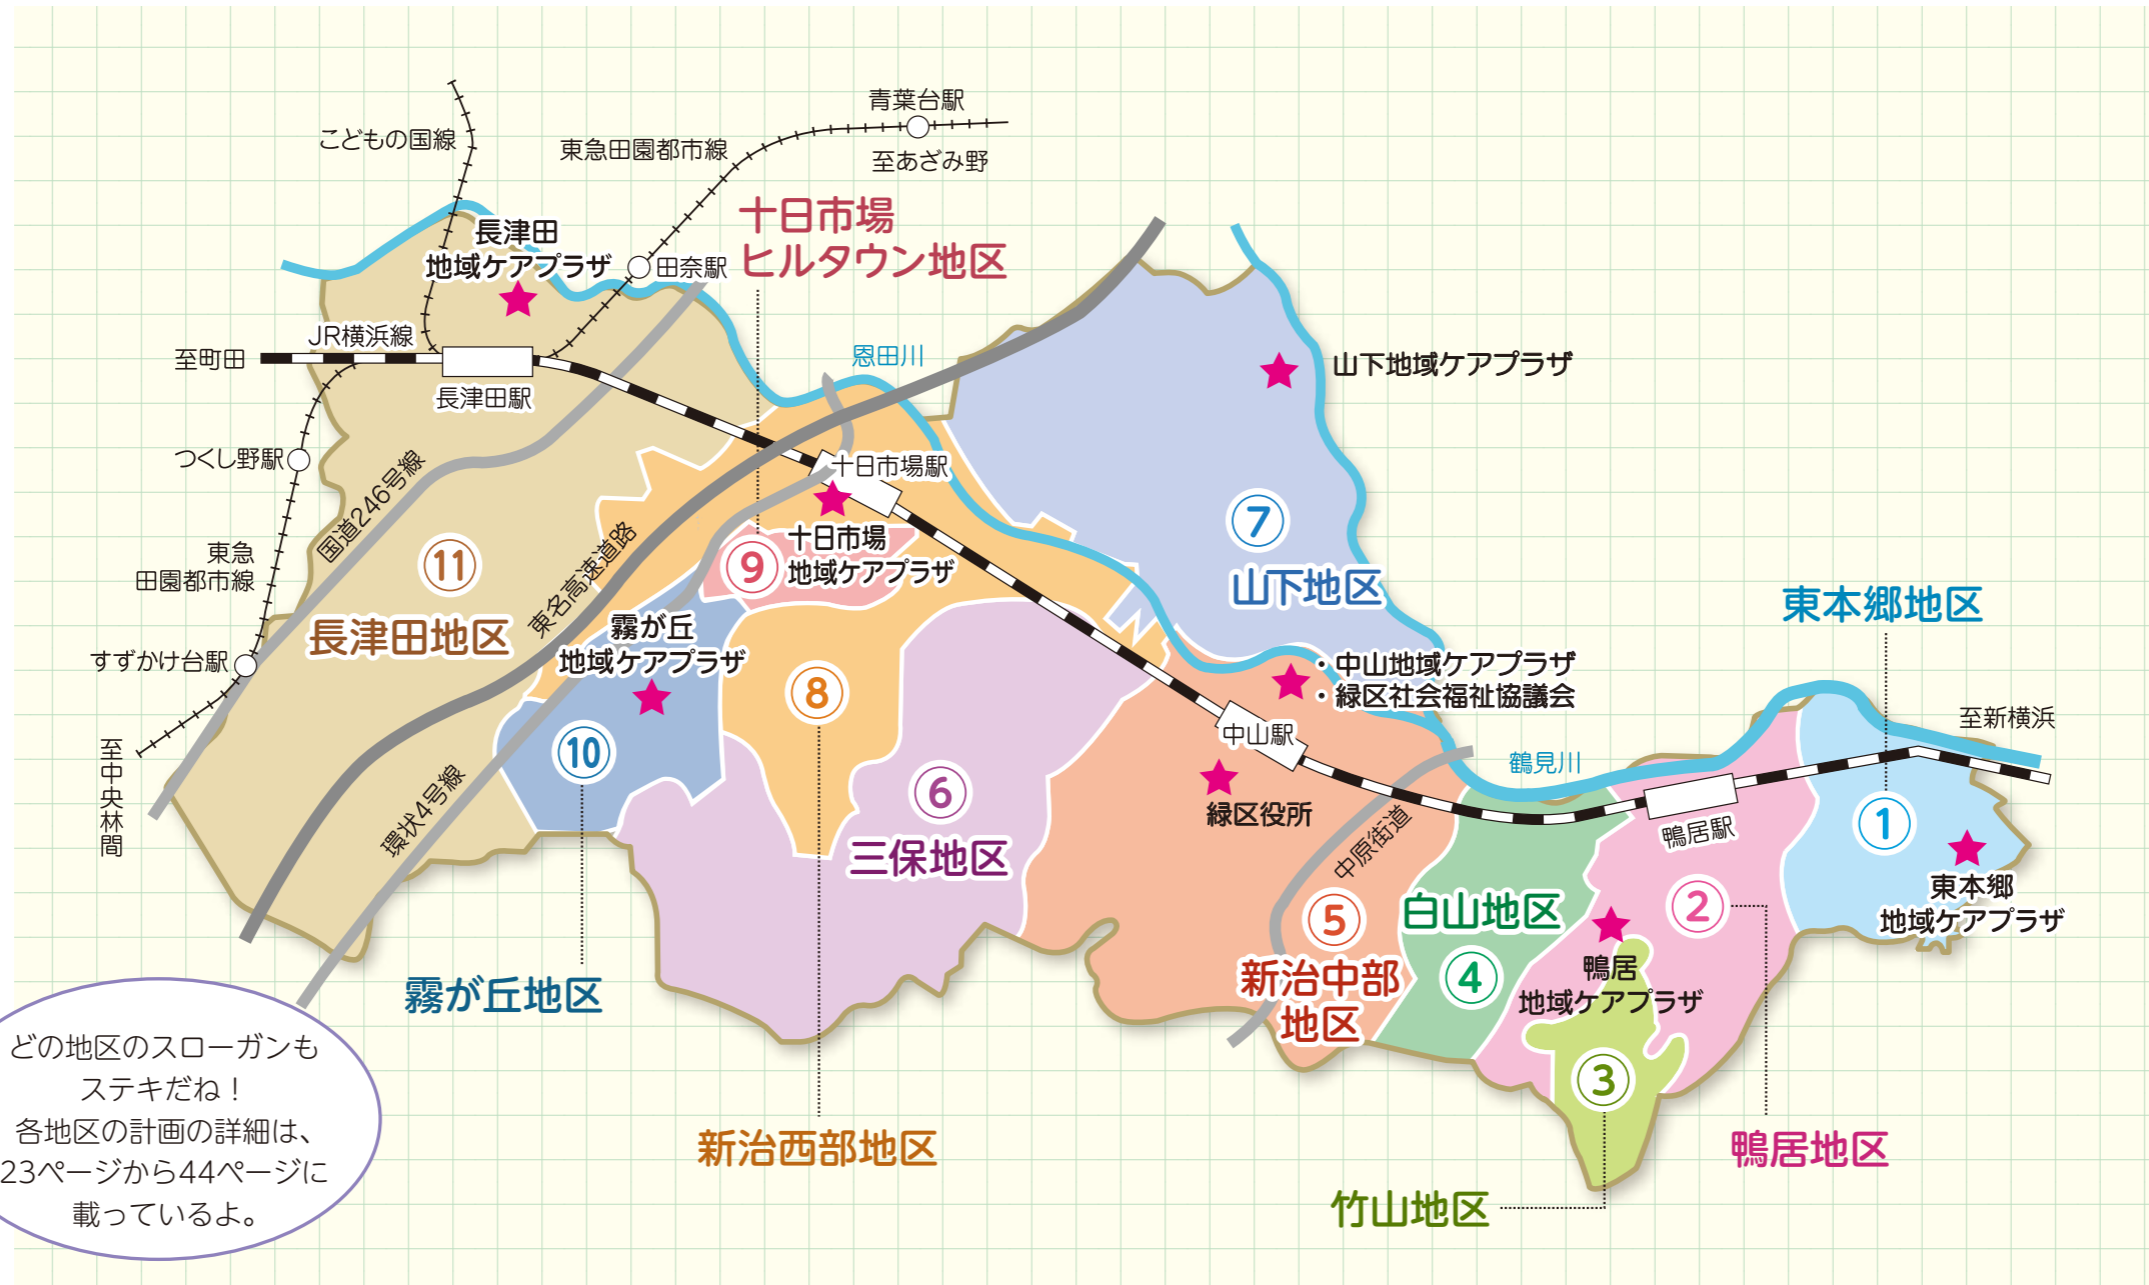 青葉台駅
こどもの国線
東急田園都市線
至あざみ野
十日市場
ヒルタウン地区
長津田
地域ケアプラザ
田奈駅
JR横浜線
至町田
恩田川
山下地域ケアプラザ
長津田駅
つくし野駅
国道246号線
十日市場駅
⑦
山下地区
十日市場
地域ケアプラザ
⑨
東急
田園都市線
⑪
長津田地区
東名高速道路
東本郷地区
霧が丘
地域ケアプラザ
すずかけ台駅
・中山地域ケアプラザ
・緑区社会福祉協議会
⑧
至新横浜
中山駅
⑩
至中央林間
鶴見川
⑥
三保地区
環状4号線
緑区役所
中原街道
鴨居駅
①
東本郷
地域ケアプラザ
②
白山地区
④
⑤
新治中部
地区
鴨居
地域ケアプラザ
霧が丘地区
③
新治西部地区
鴨居地区
竹山地区
どの地区のスローガンも
ステキだね！
各地区の計画の詳細は、
23ページから44ページに
載っているよ。